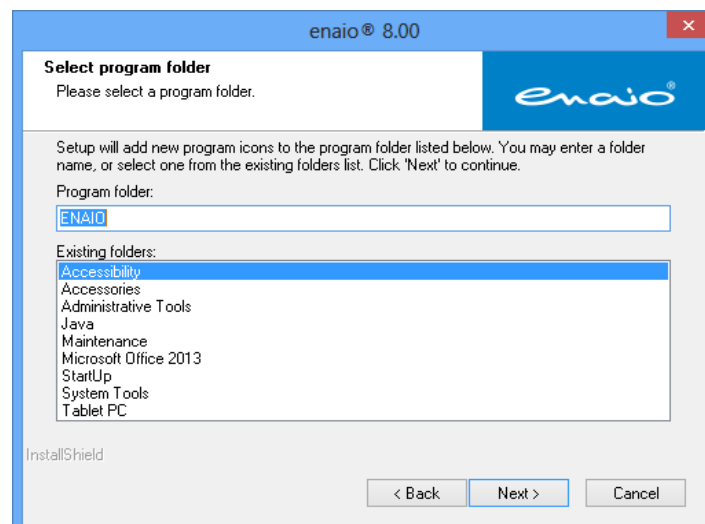 enaio® 8.00
Select program folder
Please select a program folder.
enaio®
Setup will add new program icons to the program folder listed below. You may enter a folder
name, or select one from the existing folders list. Click 'Next' to continue.
Program folder:
ENAIO
Existing folders:
Accessibility
Accessories
Administrative Tools
Java
Maintenance
Microsoft Office 2013
StartUp
System Tools
Tablet PC
InstallShield
< Back Next > Cancel